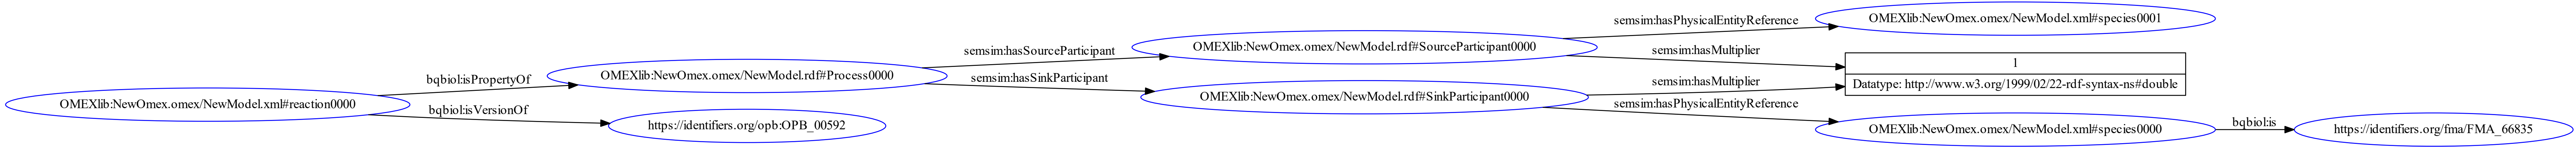 OMEXlib:NewOmex.omex/NewModel.xml#reaction0000
bqbiol:isPropertyOf
bqbiol:isVersionOf
OMEXlib:NewOmex.omex/NewModel.rdf#Process0000
https://identifiers.org/opb:OPB_00592
semsim:hasSourceParticipant
semsim:hasSinkParticipant
OMEXlib:NewOmex.omex/NewModel.rdf#SourceParticipant0000
OMEXlib:NewOmex.omex/NewModel.rdf#SinkParticipant0000
semsim:hasPhysicalEntityReference
semsim:hasMultiplier
semsim:hasMultiplier
semsim:hasPhysicalEntityReference
OMEXlib:NewOmex.omex/NewModel.xml#species0001
1
Datatype: http://www.w3.org/1999/02/22-rdf-syntax-ns#double
OMEXlib:NewOmex.omex/NewModel.xml#species0000
bqbiol:is
https://identifiers.org/fma/FMA_66835